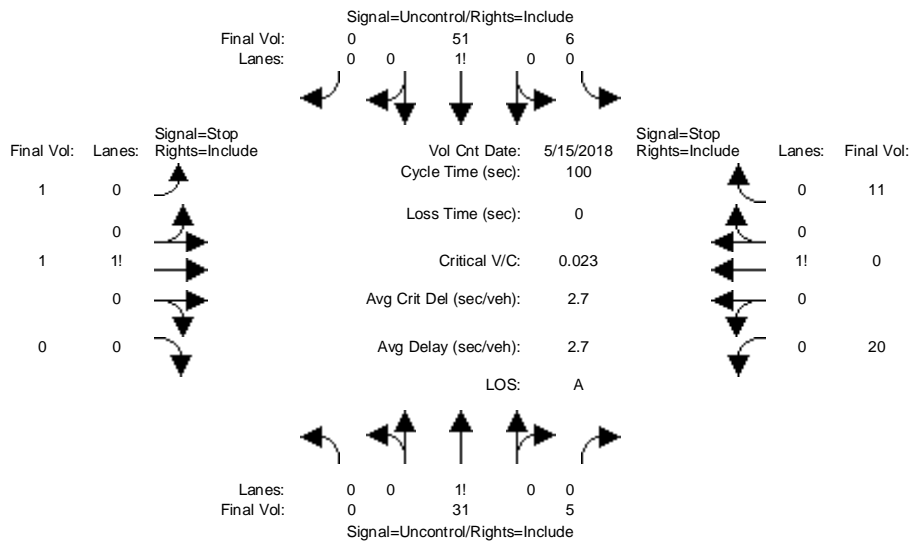 Signal=Uncontrol/Rights=Include
Final Vol: 0 51 6
Lanes: 0 0 1! 0 0
Signal=Stop Signal=Stop
Final Vol: Lanes: Rights=Include Vol Cnt Date: 5/15/2018 Rights=Include Lanes: Final Vol:
Cycle Time (sec): 100
1 0 0 11
Loss Time (sec): 0
0 0
1 1! Critical V/C: 0.023 1! 0
0 Avg Crit Del (sec/veh): 2.7 0
0 0 Avg Delay (sec/veh): 2.7 0 20
LOS: A
Lanes: 0 0 1! 0 0
Final Vol: 0 31 5
Signal=Uncontrol/Rights=Include